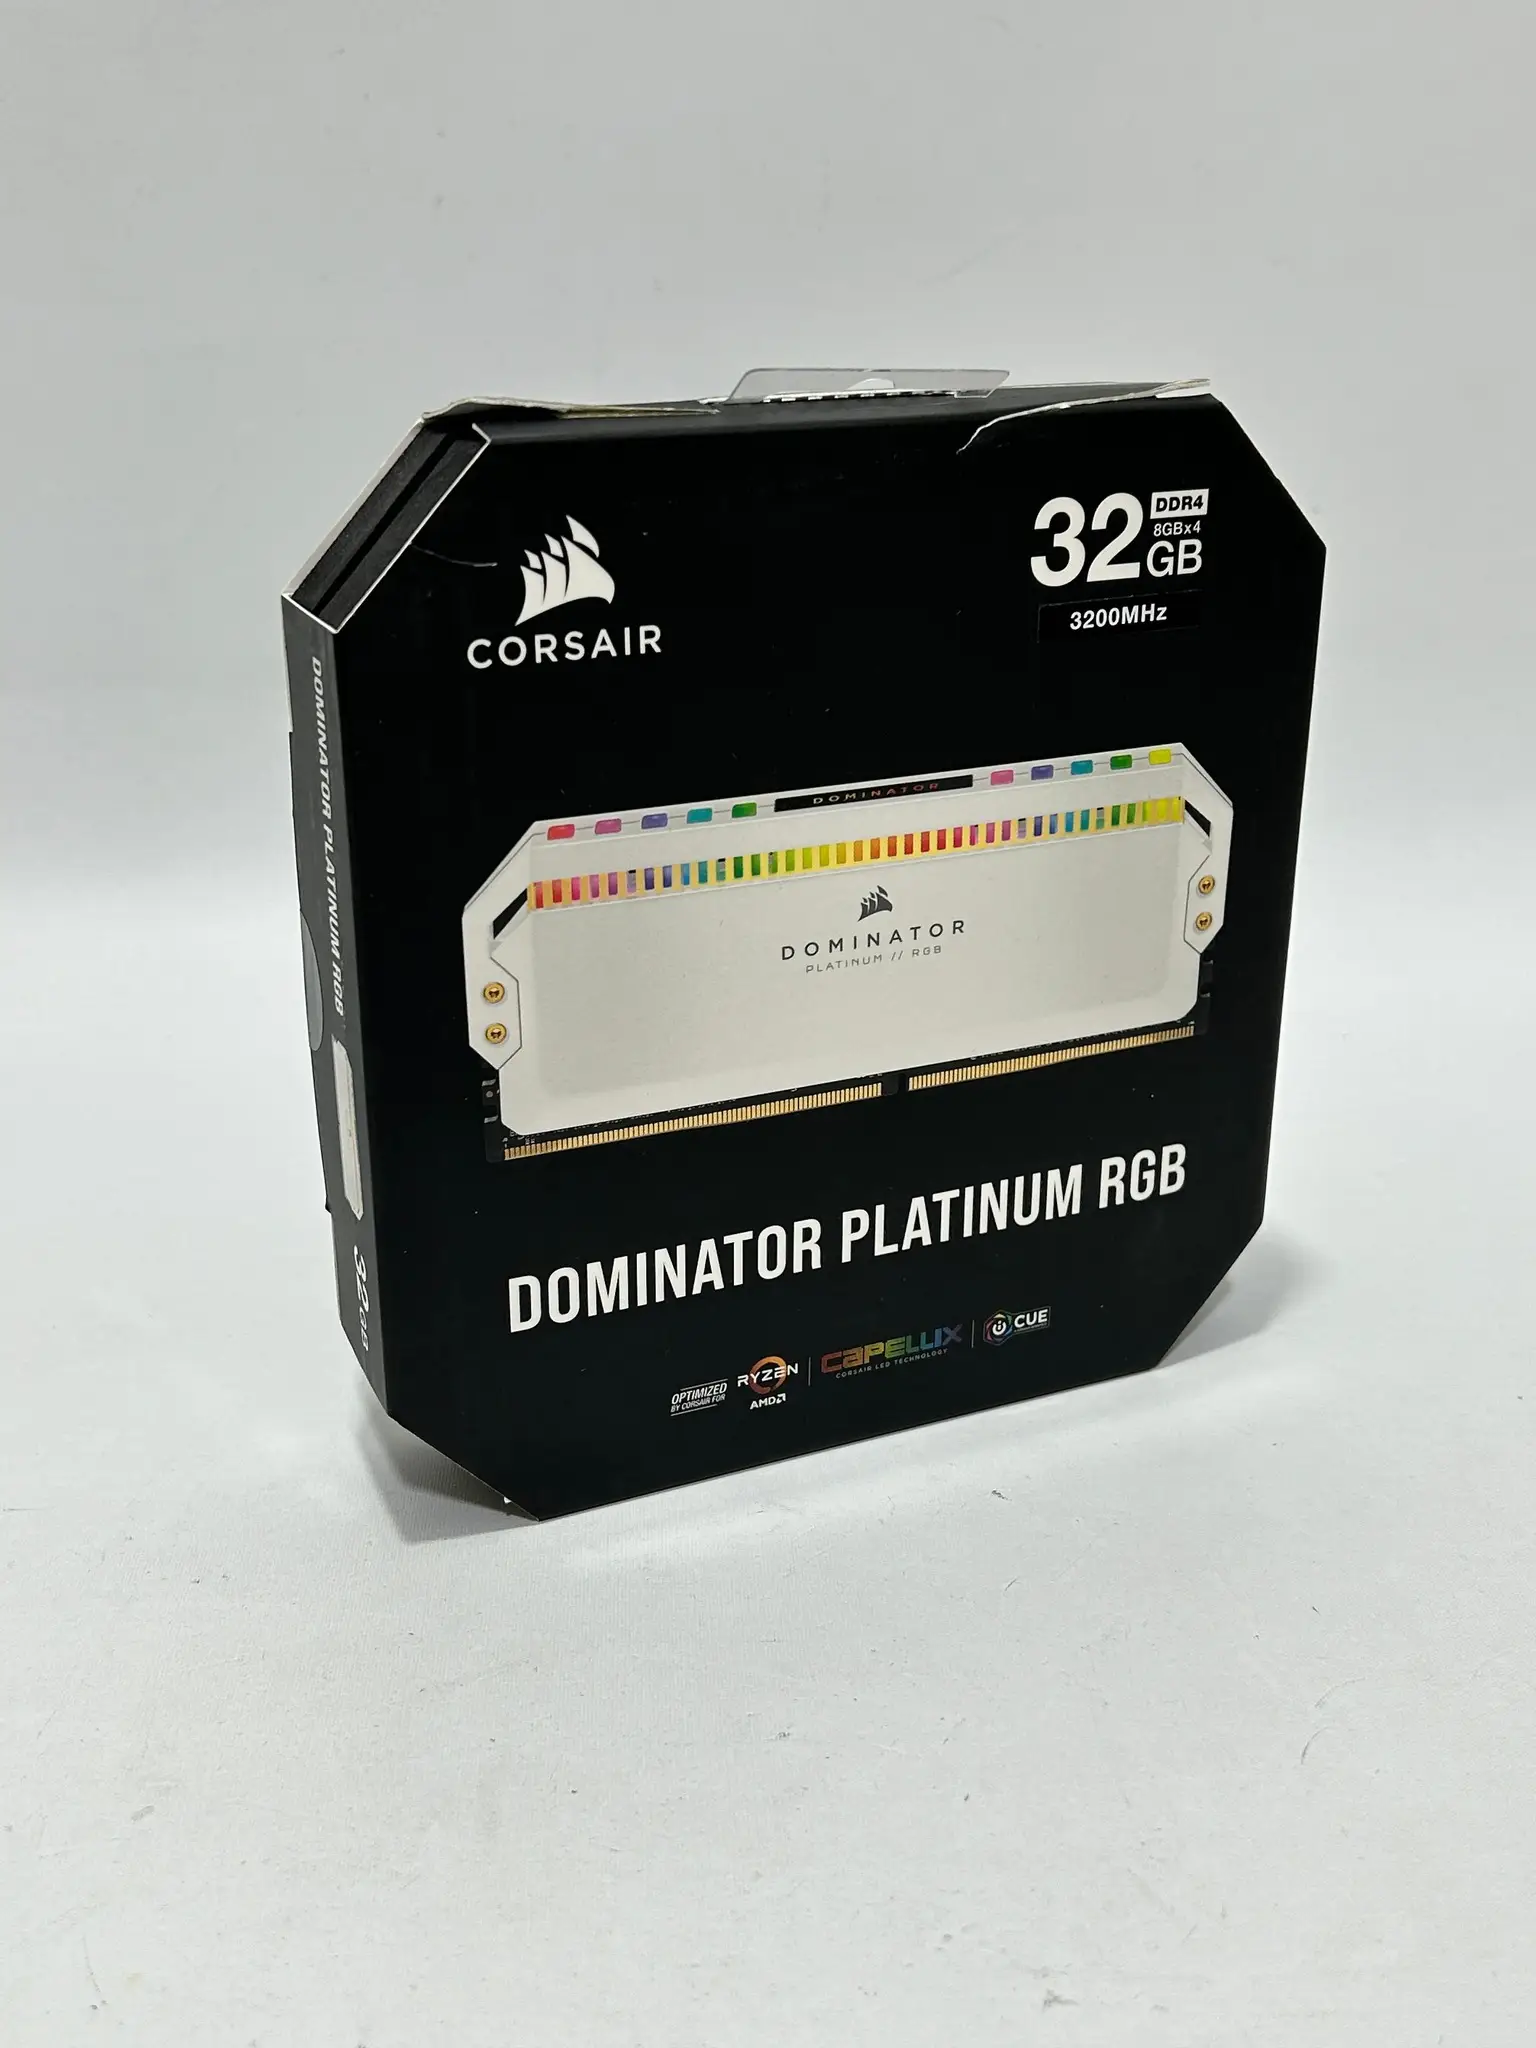 CORSAIR
32
DDR4
8GBx4
GB
3200MHz
DOMINATOR
DOMINATOR
PLATINUM // RGB
DOMINATOR PLATINUM RGB
OPTIMIZED
BY CORSAIR FOR
RYZEN
AMD
CAPELLIX
CORSAIR LED TECHNOLOGY
iCUE
DOMINATOR PLATINUM RGB
32GB